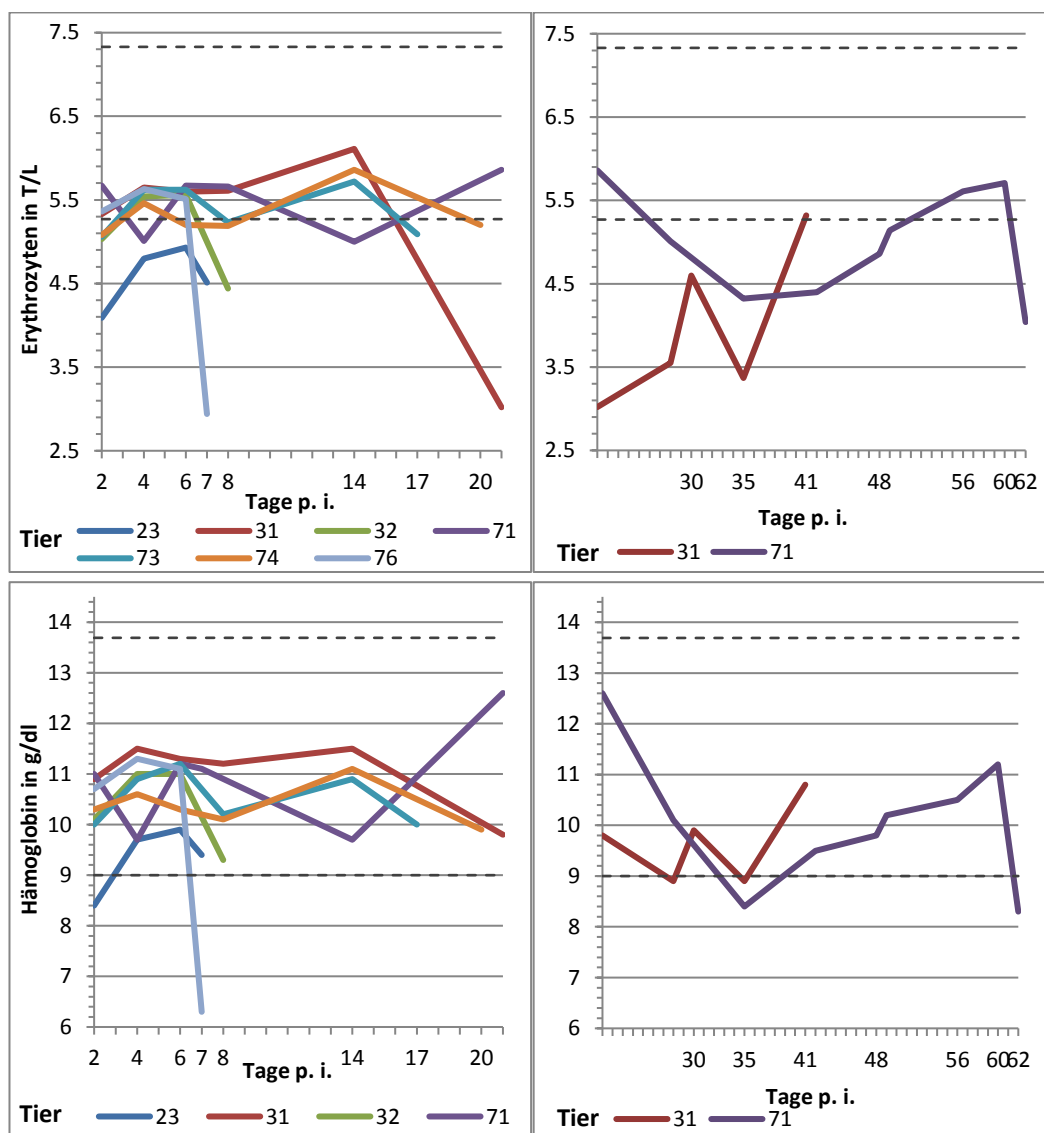 Erythrozyten in T/L
7.5
6.5
5.5
4.5
3.5
2.5
2 4 6 7 8 14 17 20
Tage p. i.
Tier 23 31 32 71
73 74 76
7.5
6.5
5.5
4.5
3.5
2.5
30 35 41 48 56 60 62
Tage p. i.
Tier 31 71
Hämoglobin in g/dl
14
13
12
11
10
9
8
7
6
2 4 6 7 8 14 17 20
Tage p. i.
Tier 23 31 32 71
14
13
12
11
10
9
8
7
6
30 35 41 48 56 60 62
Tage p. i.
Tier 31 71